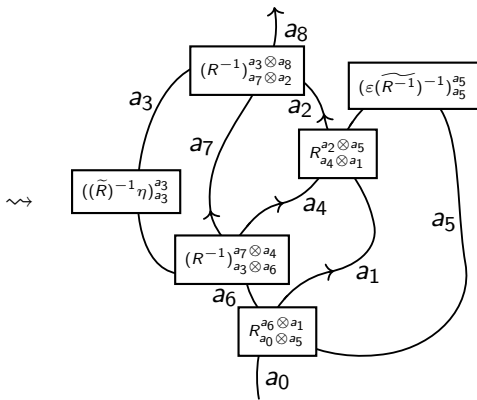 a₈
(R⁻¹)^{a₃⊗a₈}_{a₇⊗a₂}
(ε(\widetilde{R^{-1}})⁻¹)^{a₅}_{a₅}
a₃
a₂
a₇
R^{a₂⊗a₅}_{a₄⊗a₁}
⇝
((\widetilde{R})⁻¹η)^{a₃}_{a₃}
a₄
a₅
(R⁻¹)^{a₇⊗a₄}_{a₃⊗a₆}
a₁
a₆
R^{a₆⊗a₁}_{a₀⊗a₅}
a₀